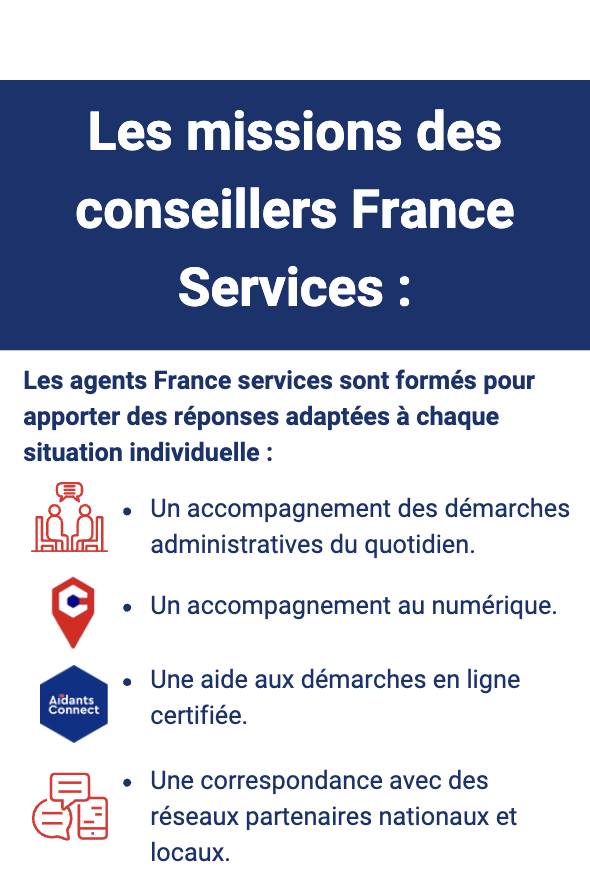 Les missions des
conseillers France
Services :
Les agents France services sont formés pour
apporter des réponses adaptées à chaque
situation individuelle :
• Un accompagnement des démarches
administratives du quotidien.
• Un accompagnement au numérique.
Aidants
Connect
• Une aide aux démarches en ligne
certifiée.
• Une correspondance avec des
réseaux partenaires nationaux et
locaux.